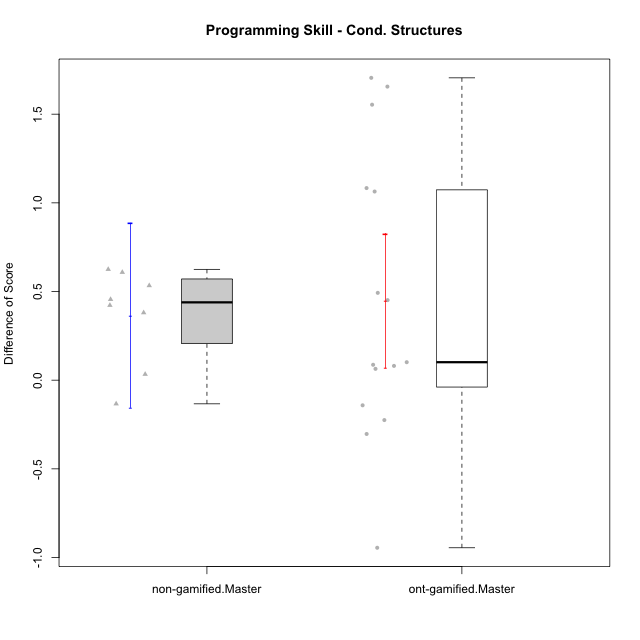 Programming Skill - Cond. Structures
Difference of Score
1.5
1.0
0.5
0.0
-0.5
-1.0
non-gamified.Master
ont-gamified.Master